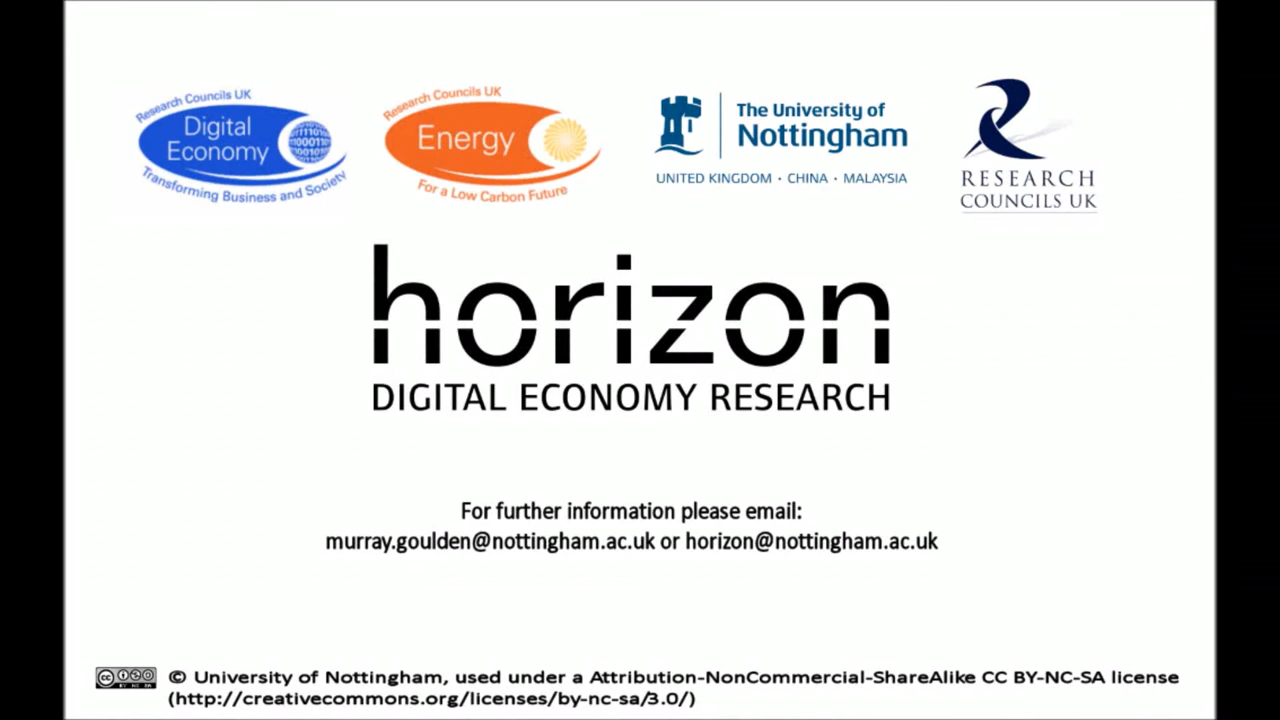 Research Councils UK
Digital
Economy
Transforming Business and Society
Research Councils UK
Energy
For a Low Carbon Future
The University of
Nottingham
UNITED KINGDOM · CHINA · MALAYSIA
RESEARCH
COUNCILS UK
horizon
DIGITAL ECONOMY RESEARCH
For further information please email:
murray.goulden@nottingham.ac.uk or horizon@nottingham.ac.uk
© University of Nottingham, used under a Attribution-NonCommercial-ShareAlike CC BY-NC-SA license
(http://creativecommons.org/licenses/by-nc-sa/3.0/)